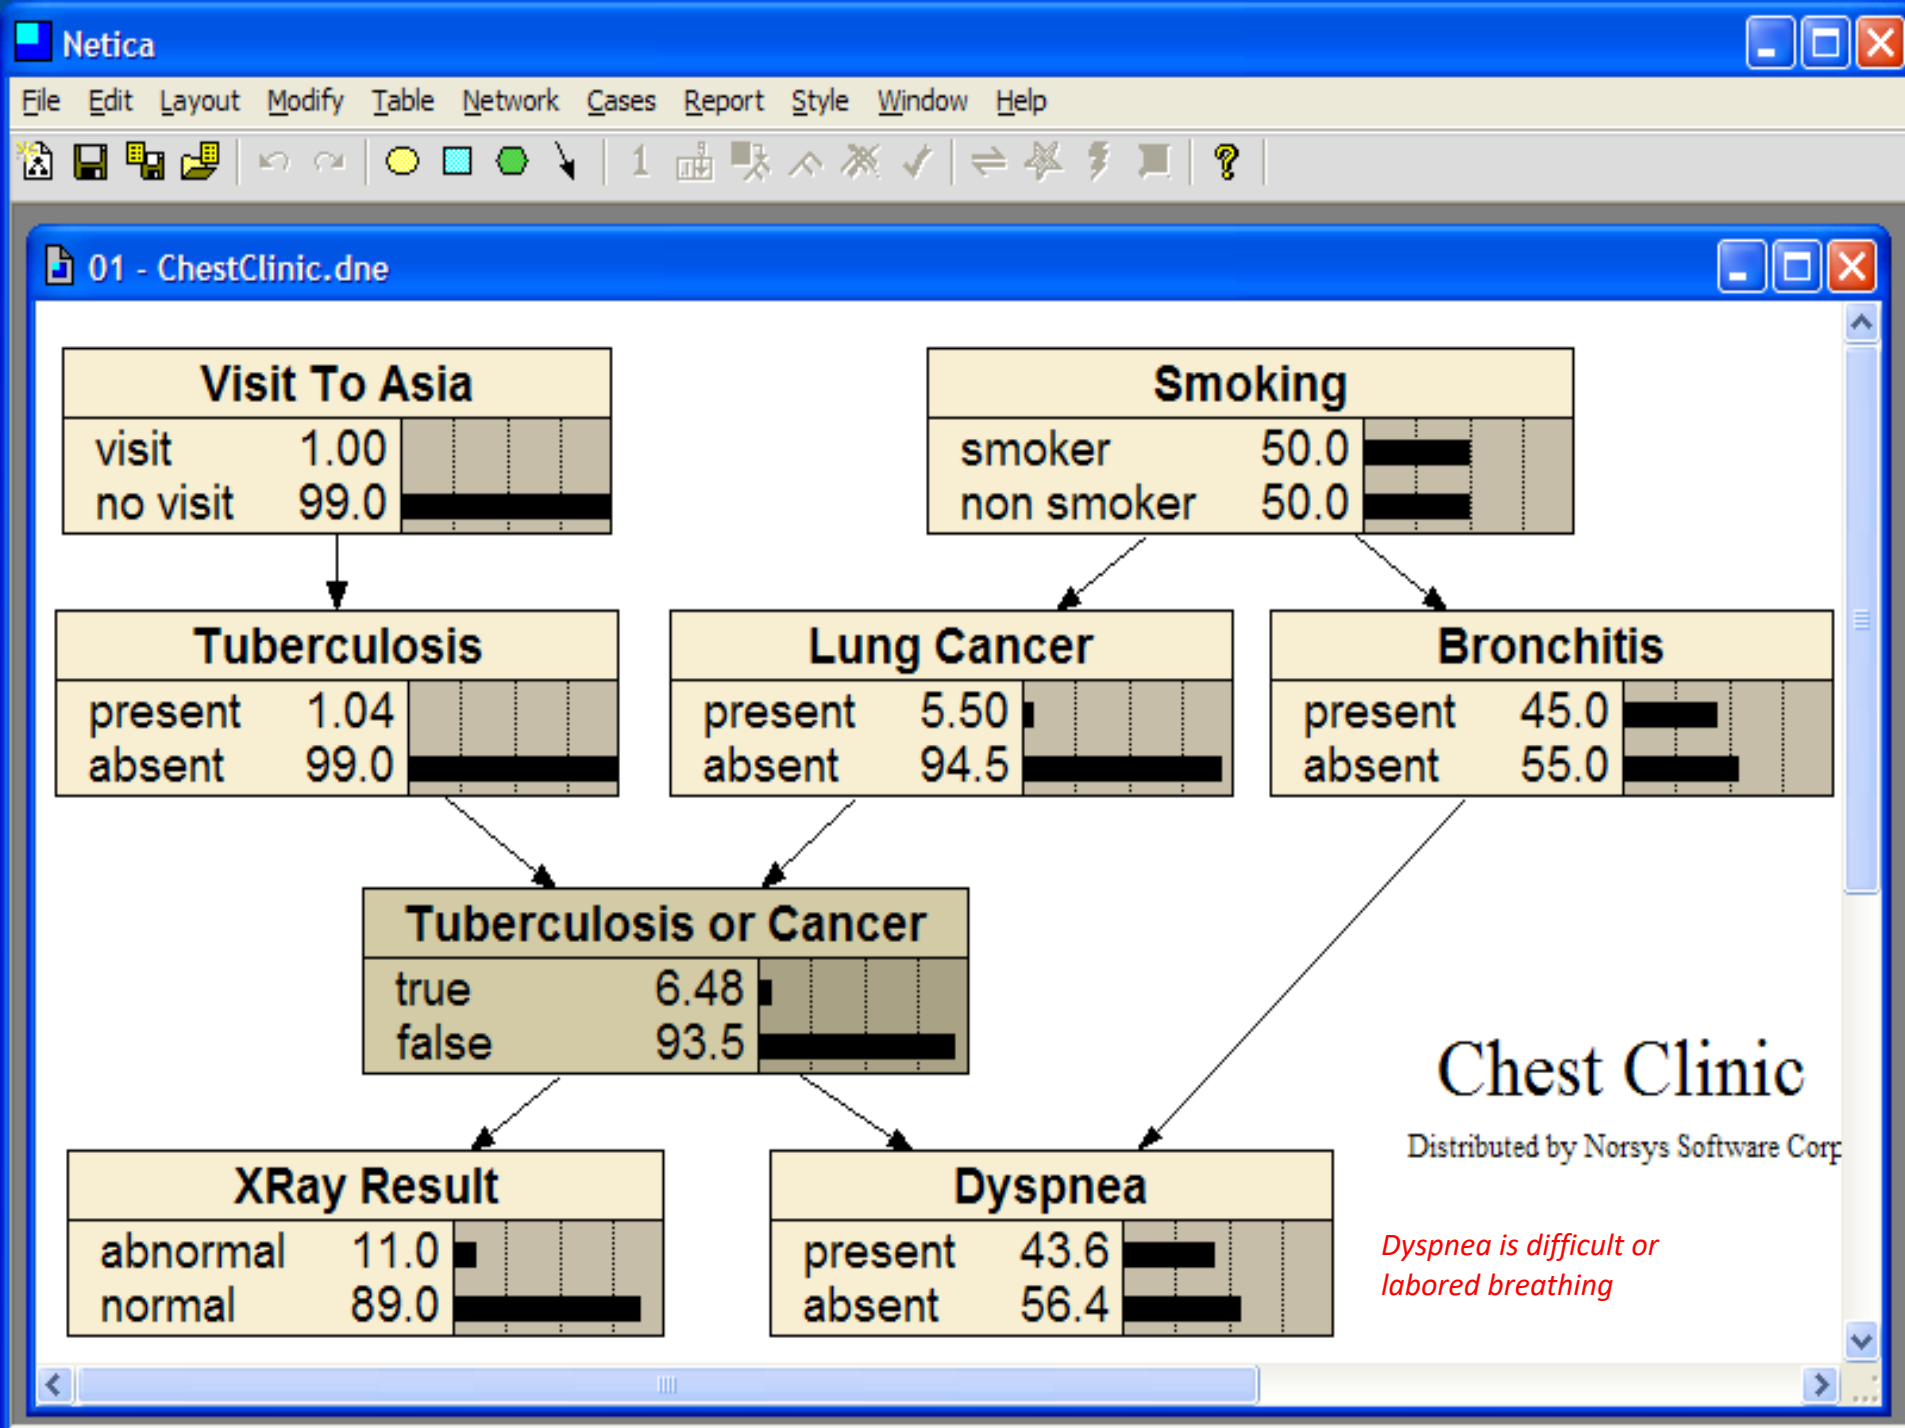 Netica
File Edit Layout Modify Table Network Cases Report Style Window Help
1 ?
01 - ChestClinic.dne
Visit To Asia
visit 1.00
no visit 99.0
Smoking
smoker 50.0
non smoker 50.0
Tuberculosis
present 1.04
absent 99.0
Lung Cancer
present 5.50
absent 94.5
Bronchitis
present 45.0
absent 55.0
Tuberculosis or Cancer
true 6.48
false 93.5
Chest Clinic
Distributed by Norsys Software Corp
XRay Result
abnormal 11.0
normal 89.0
Dyspnea
present 43.6
absent 56.4
Dyspnea is difficult or
labored breathing